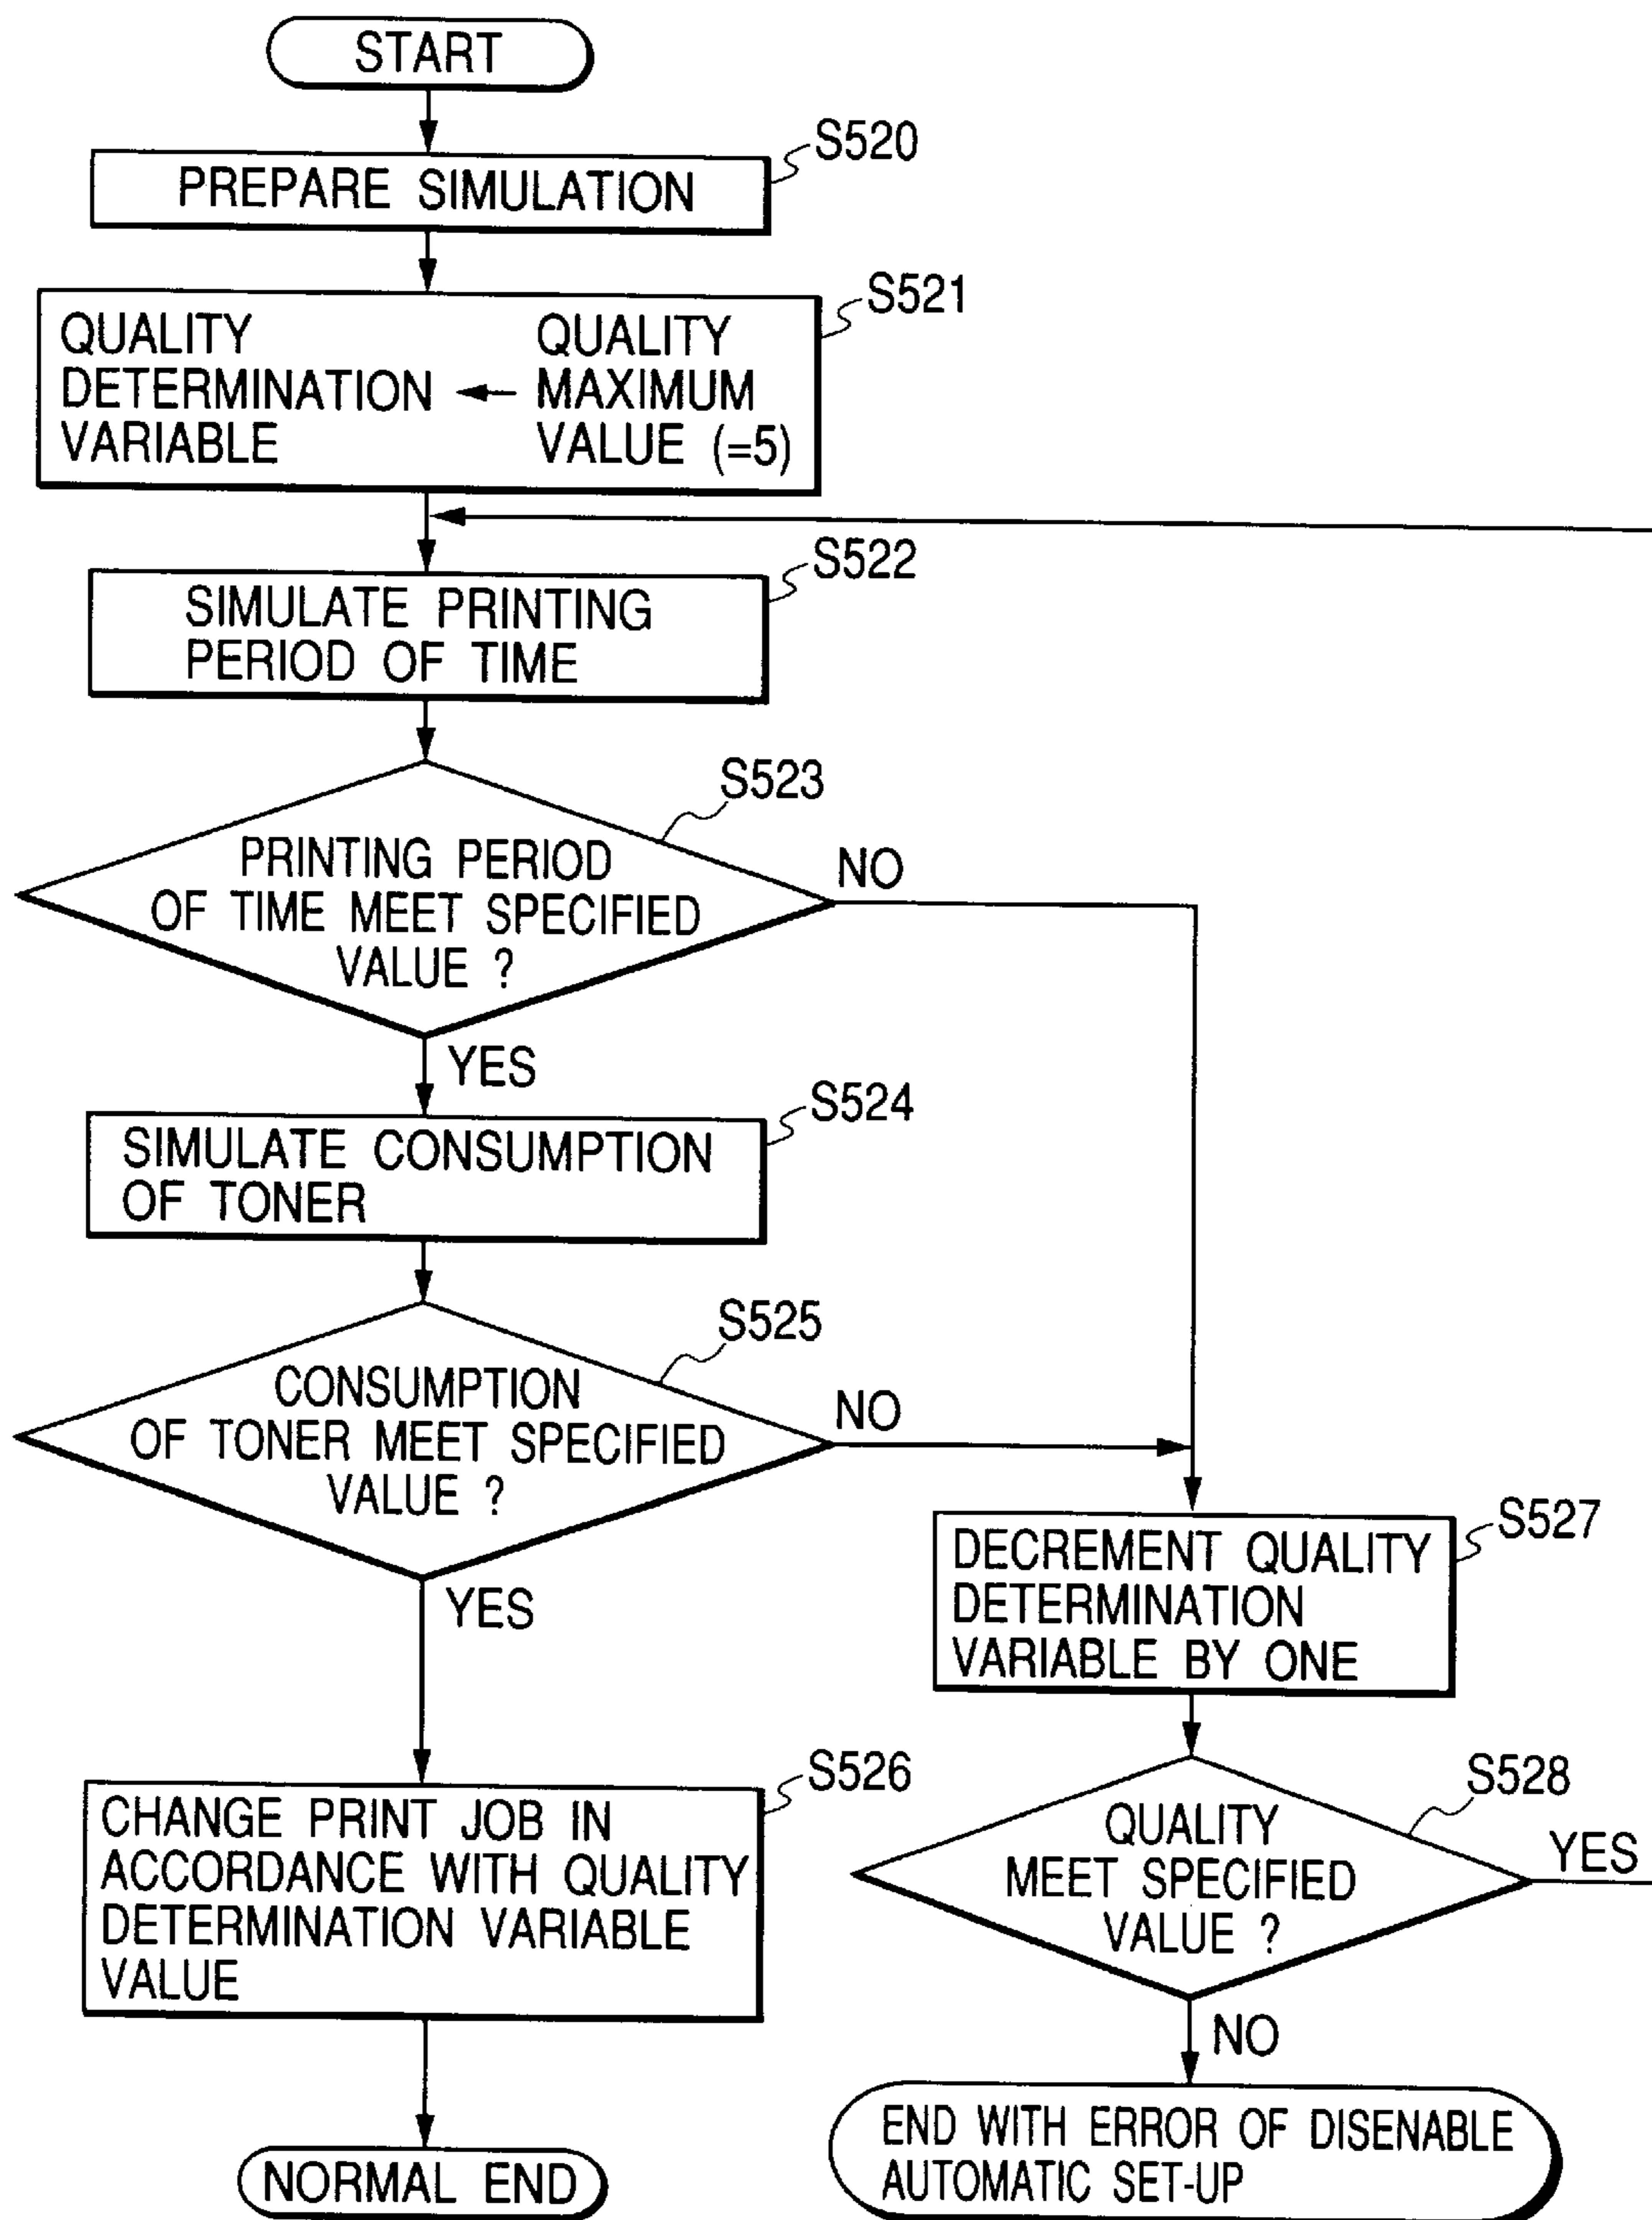 START
S520
PREPARE SIMULATION
S521
QUALITY
DETERMINATION
VARIABLE
←
QUALITY
MAXIMUM
VALUE (=5)
S522
SIMULATE PRINTING
PERIOD OF TIME
S523
PRINTING PERIOD
OF TIME MEET SPECIFIED
VALUE ?
NO
YES
S524
SIMULATE CONSUMPTION
OF TONER
S525
CONSUMPTION
OF TONER MEET SPECIFIED
VALUE ?
NO
YES
S527
DECREMENT QUALITY
DETERMINATION
VARIABLE BY ONE
S526
CHANGE PRINT JOB IN
ACCORDANCE WITH QUALITY
DETERMINATION VARIABLE
VALUE
S528
QUALITY
MEET SPECIFIED
VALUE ?
YES
NO
NORMAL END
END WITH ERROR OF DISENABLE
AUTOMATIC SET-UP